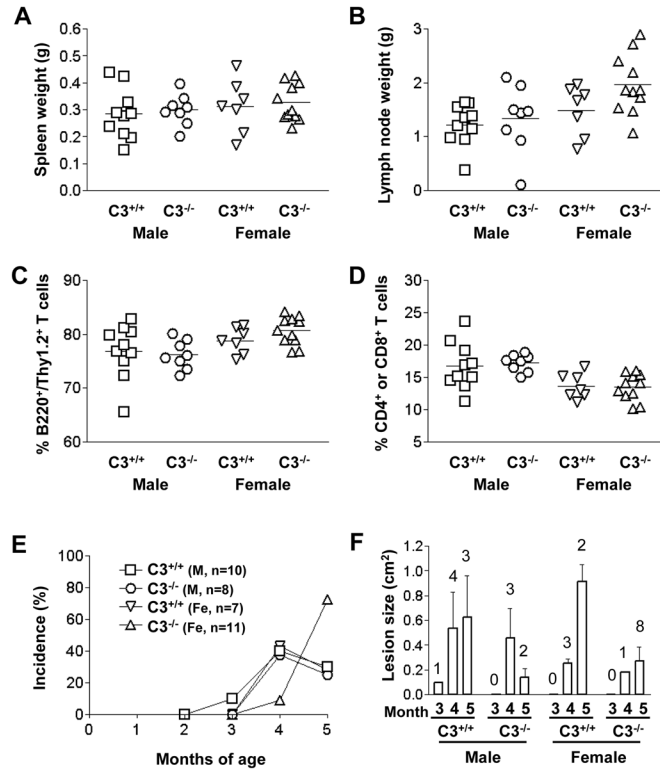 A
Spleen weight (g)
0.6
0.5
0.4
0.3
0.2
0.1
0.0
C3+/+ C3-/- C3+/+ C3-/-
Male Female
B
Lymph node weight (g)
3
2
1
0
C3+/+ C3-/- C3+/+ C3-/-
Male Female
C
% B220+/Thy1.2+ T cells
90
80
70
60
C3+/+ C3-/- C3+/+ C3-/-
Male Female
D
% CD4+ or CD8+ T cells
30
25
20
15
10
5
C3+/+ C3-/- C3+/+ C3-/-
Male Female
E
Incidence (%)
100
80
60
40
20
0
C3+/+ (M, n=10)
C3-/- (M, n=8)
C3+/+ (Fe, n=7)
C3-/- (Fe, n=11)
0 1 2 3 4 5
Months of age
F
Lesion size (cm2)
1.2
1.0
0.8
0.6
0.4
0.2
0.0
1 4 3 0 3 2 0 3 2 0 1 8
Month 3 4 5 3 4 5 3 4 5 3 4 5
C3+/+ C3-/- C3+/+ C3-/-
Male Female